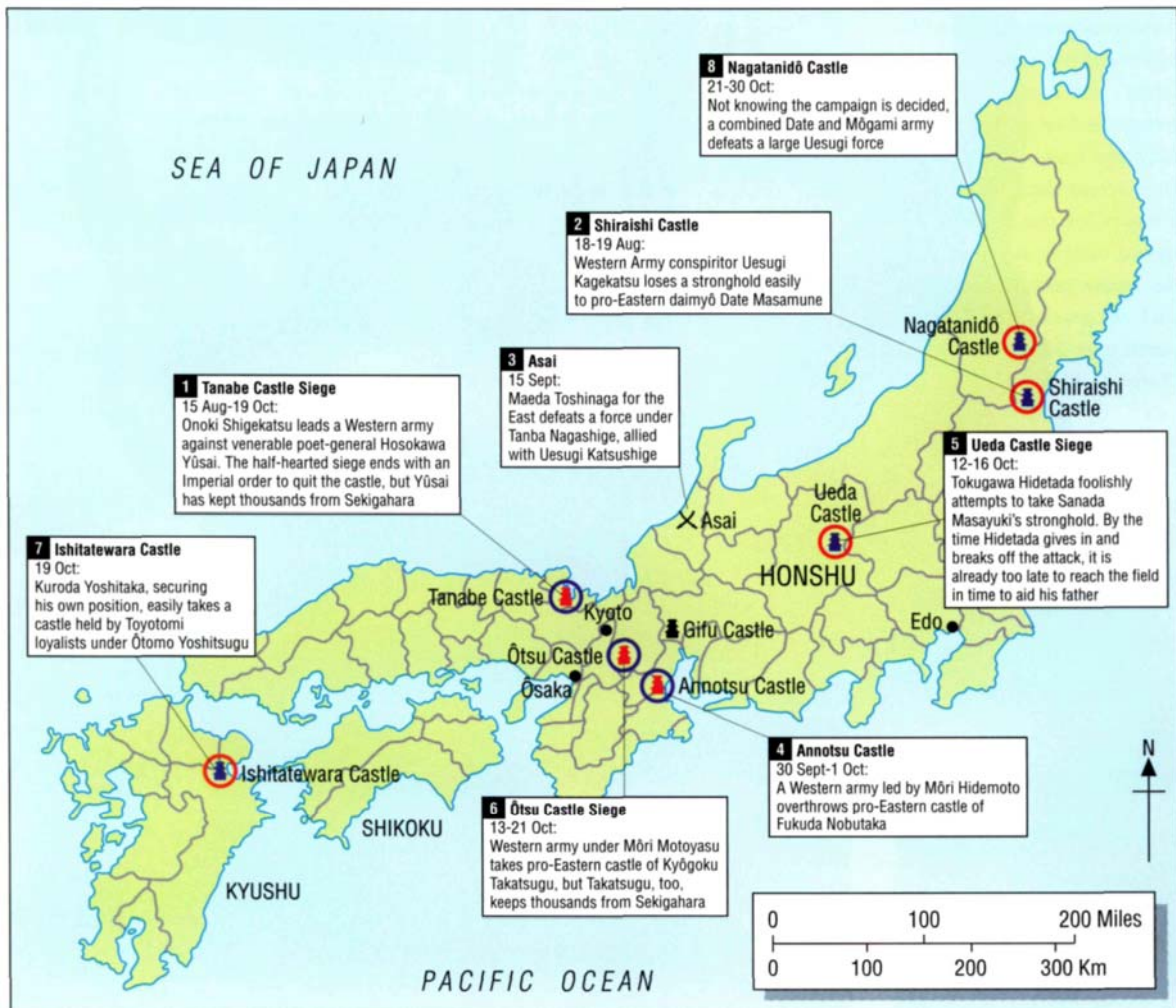 SEA OF JAPAN
8 Nagatanidô Castle
21-30 Oct:
Not knowing the campaign is decided,
a combined Date and Môgami army
defeats a large Uesugi force
2 Shiraishi Castle
18-19 Aug:
Western Army conspiritor Uesugi
Kagekatsu loses a stronghold easily
to pro-Eastern daimyô Date Masamune
3 Asai
15 Sept:
Maeda Toshinaga for the
East defeats a force under
Tanba Nagashige, allied
with Uesugi Katsushige
1 Tanabe Castle Siege
15 Aug-19 Oct:
Onoki Shigekatsu leads a Western army
against venerable poet-general Hosokawa
Yûsai. The half-hearted siege ends with an
Imperial order to quit the castle, but Yûsai
has kept thousands from Sekigahara
7 Ishitatewara Castle
19 Oct:
Kuroda Yoshitaka, securing
his own position, easily takes a
castle held by Toyotomi
loyalists under Ôtomo Yoshitsugu
5 Ueda Castle Siege
12-16 Oct:
Tokugawa Hidetada foolishly
attempts to take Sanada
Masayuki's stronghold. By the
time Hidetada gives in and
breaks off the attack, it is
already too late to reach the field
in time to aid his father
4 Annotsu Castle
30 Sept-1 Oct:
A Western army led by Môri Hidemoto
overthrows pro-Eastern castle of
Fukuda Nobutaka
6 Ôtsu Castle Siege
13-21 Oct:
Western army under Môri Motoyasu
takes pro-Eastern castle of Kyôgoku
Takatsugu, but Takatsugu, too,
keeps thousands from Sekigahara
Nagatanidô
Castle
Shiraishi
Castle
Ueda
Castle
Asai
HONSHU
Tanabe Castle
Kyoto
Gifu Castle
Edo
Ôtsu Castle
Ôsaka
Annotsu Castle
Ishitatewara Castle
SHIKOKU
KYUSHU
PACIFIC OCEAN
N
0 100 200 Miles
0 100 200 300 Km